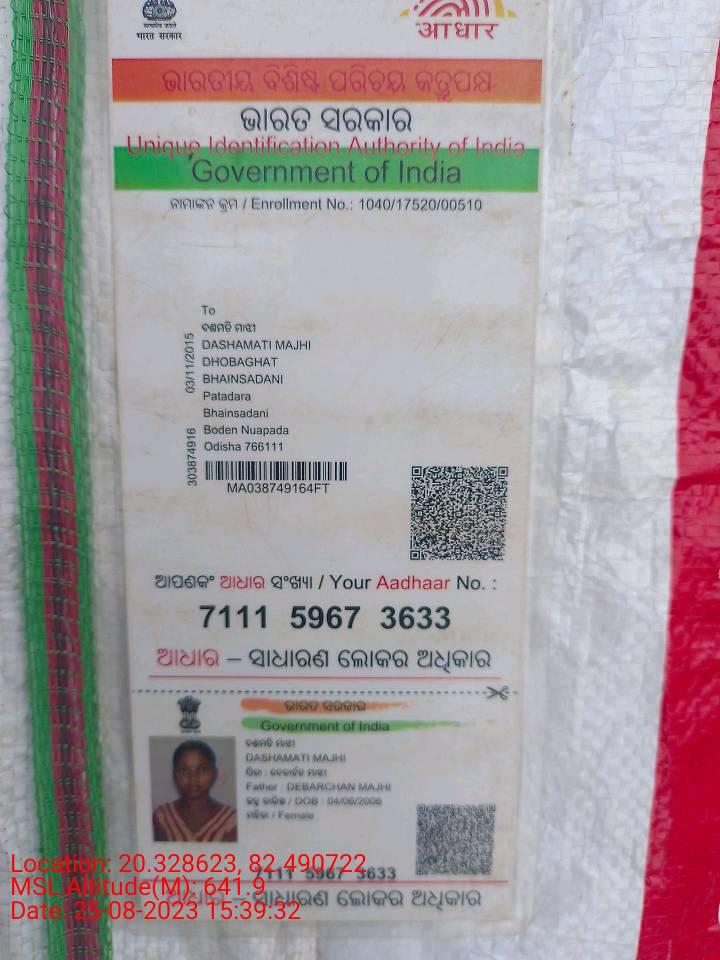 भारत सरकार
आधार
ଭାରତୀୟ ବିଶିଷ୍ଟ ପରିଚୟ କର୍ତୃପକ୍ଷ
ଭାରତ ସରକାର
Unique Identification Authority of India
Government of India
ନାମାଙ୍କନ କ୍ରମ / Enrollment No.: 1040/17520/00510
To
ଦଶମତି ମାଝୀ
DASHAMATI MAJHI
DHOBAGHAT
BHAINSADANI
Patadara
Bhainsadani
Boden Nuapada
Odisha 766111
03/11/2015
303874916
MA038749164FT
ଆପଣଙ୍କ ଆଧାର ସଂଖ୍ୟା / Your Aadhaar No. :
7111 5967 3633
ଆଧାର – ସାଧାରଣ ଲୋକର ଅଧିକାର
ଭାରତ ସରକାର
Government of India
ଦଶମତି ମାଝୀ
DASHAMATI MAJHI
ପିତା : ମାଝୀ
Father : DEBARCHAN MAJHI
ଜନ୍ମ ତାରିଖ / DOB : 04/06/2006
ମହିଳା / Female
7111 5967 3633
ଆଧାର – ସାଧାରଣ ଲୋକର ଅଧିକାର
Location: 20.328623, 82.490722
MSL Altitude(M): 641.9
Date: 25-08-2023 15:39:32